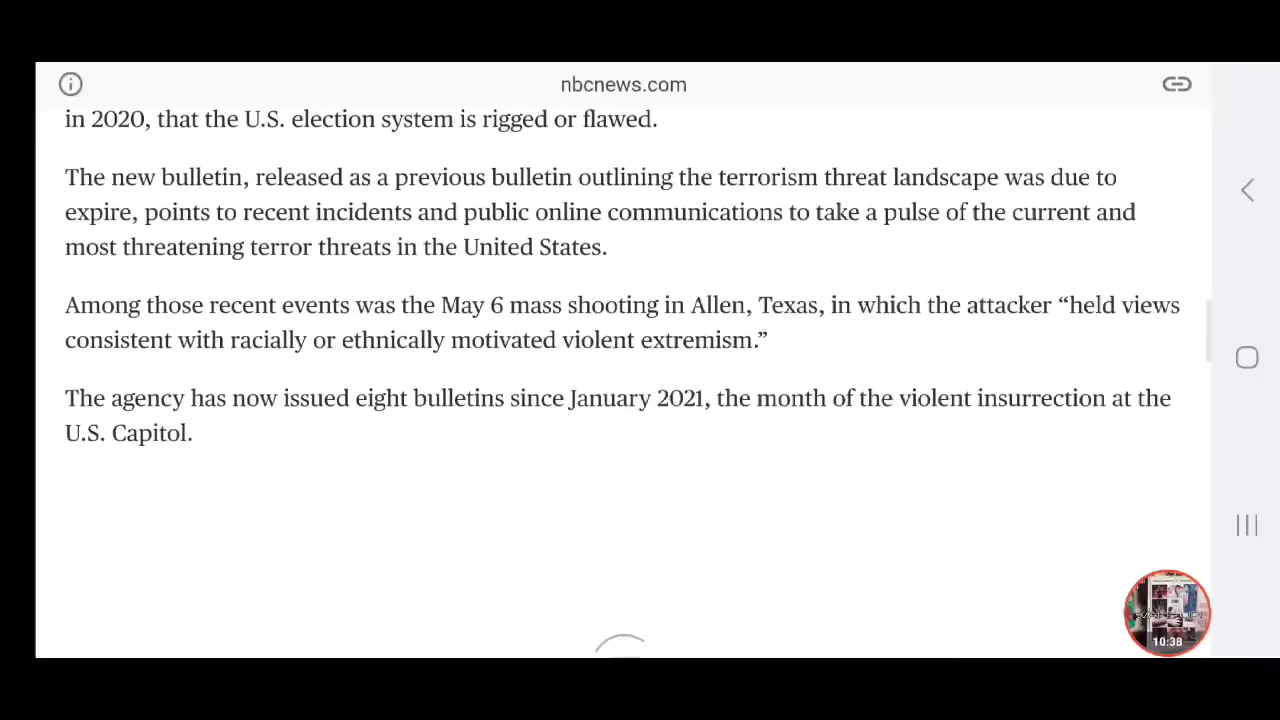 nbcnews.com
in 2020, that the U.S. election system is rigged or flawed.
The new bulletin, released as a previous bulletin outlining the terrorism threat landscape was due to
expire, points to recent incidents and public online communications to take a pulse of the current and
most threatening terror threats in the United States.
Among those recent events was the May 6 mass shooting in Allen, Texas, in which the attacker “held views
consistent with racially or ethnically motivated violent extremism.”
The agency has now issued eight bulletins since January 2021, the month of the violent insurrection at the
U.S. Capitol.
10:38